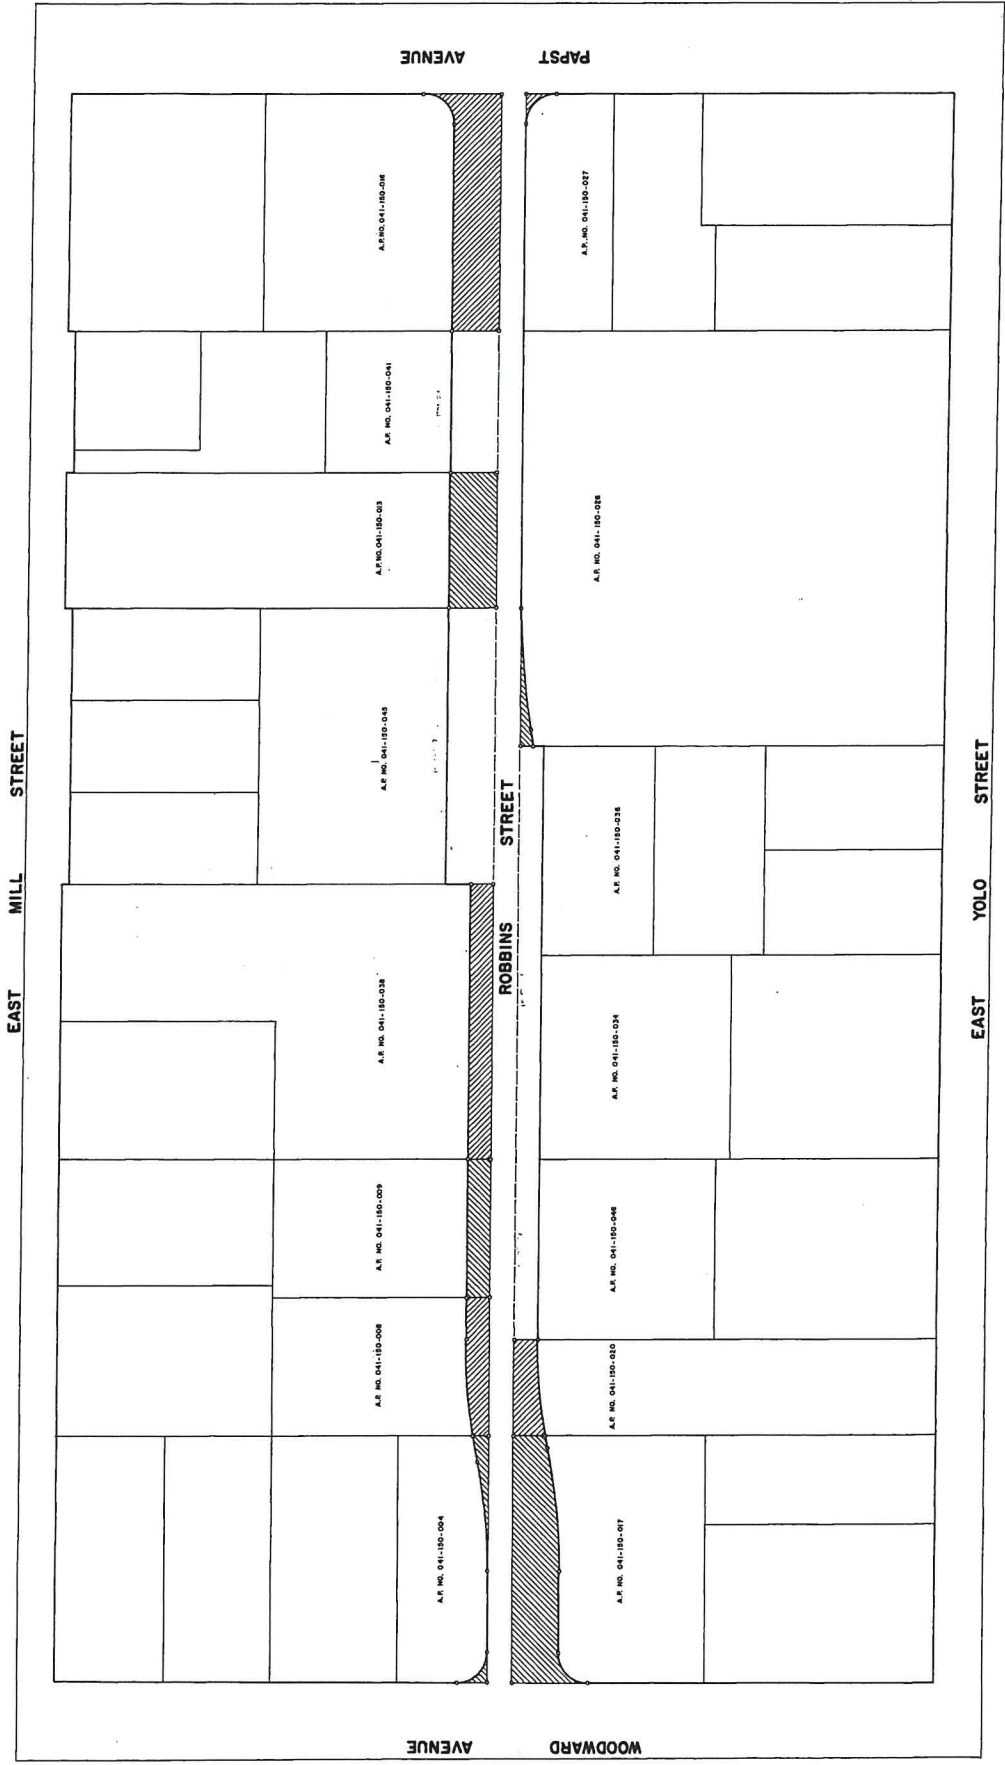 EAST MILL STREET
PAPST AVENUE
WOODWARD AVENUE
ROBBINS STREET
EAST YOLO STREET
A.P. NO. 041-150-004
A.P. NO. 041-150-008
A.P. NO. 041-150-009
A.P. NO. 041-150-038
A.P. NO. 041-150-045
A.P. NO. 041-150-013
A.P. NO. 041-150-041
A.P. NO. 041-150-016
A.P. NO. 041-150-017
A.P. NO. 041-150-020
A.P. NO. 041-150-046
A.P. NO. 041-150-034
A.P. NO. 041-150-026
A.P. NO. 041-150-027